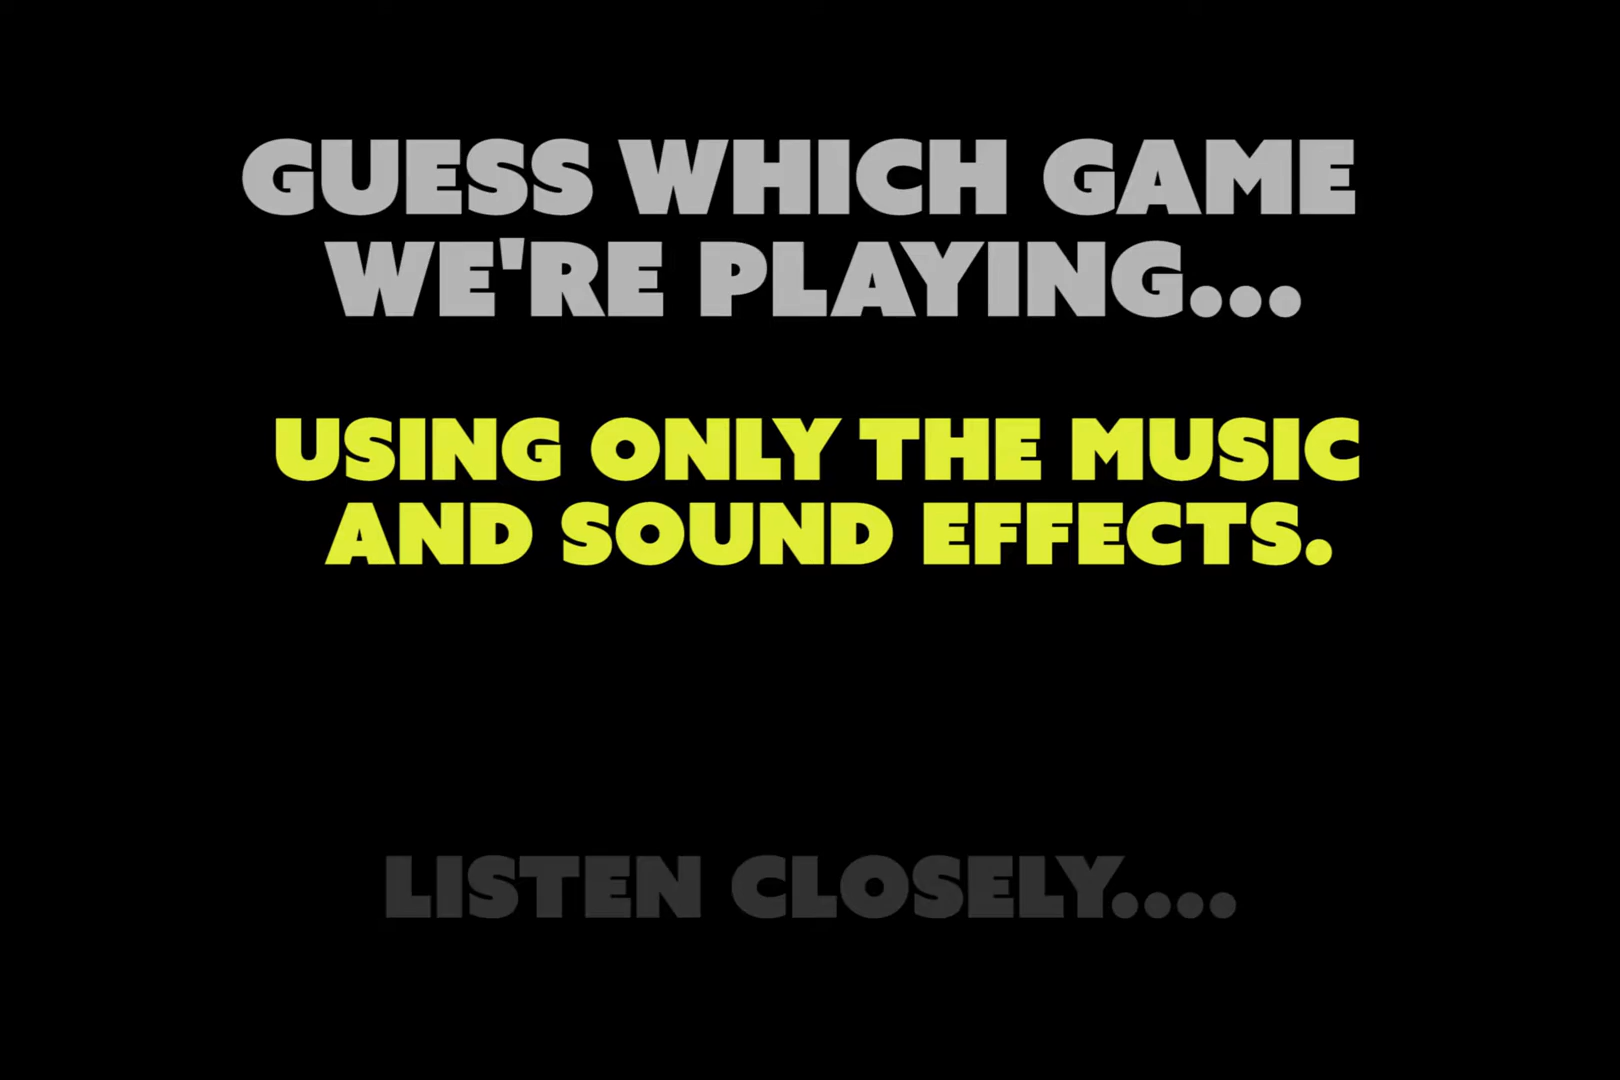 GUESS WHICH GAME
WE'RE PLAYING...
USING ONLY THE MUSIC
AND SOUND EFFECTS.
LISTEN CLOSELY....